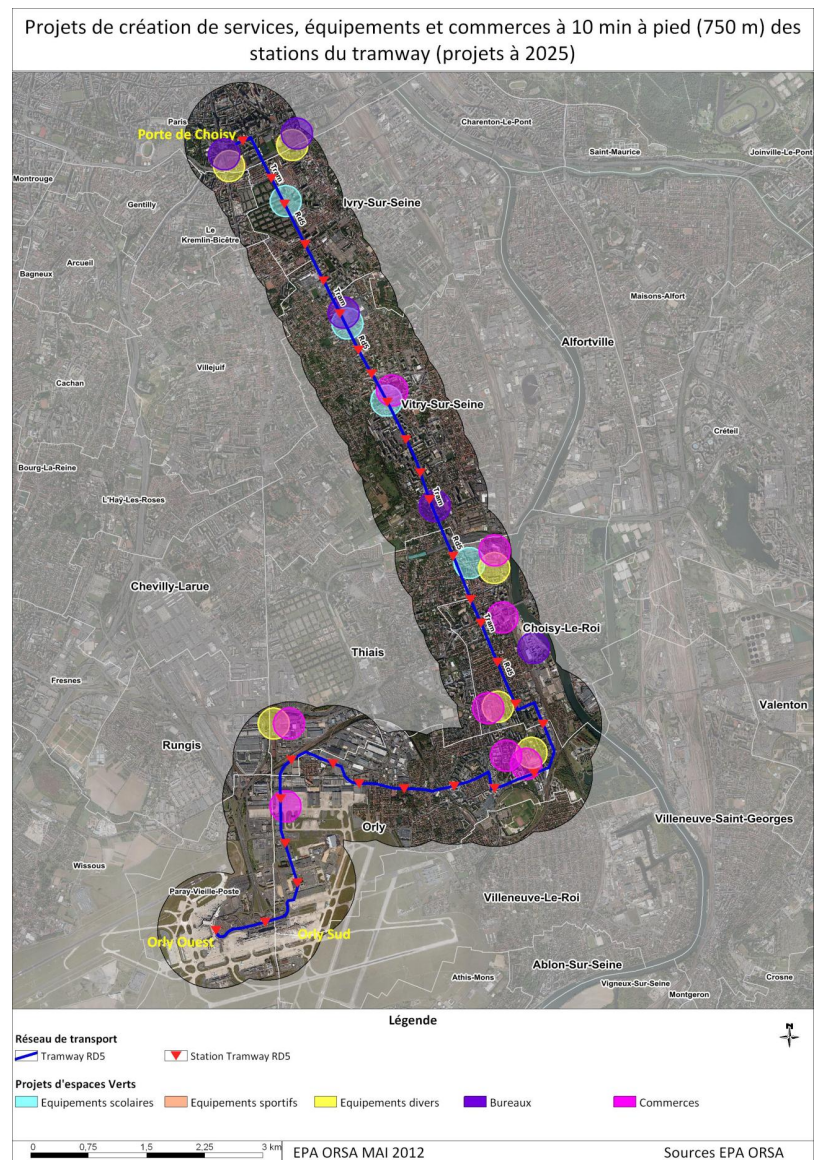 Projets de création de services, équipements et commerces à 10 min à pied (750 m) des
stations du tramway (projets à 2025)
Paris
Porte de Choisy
Charenton-Le-Pont
Saint-Maurice
Joinville-Le-Pont
Montrouge
Gentilly
Tram
Rd5
Ivry-Sur-Seine
Le
Kremlin-Bicêtre
Arcueil
Bagneux
Maisons-Alfort
Tram
Rd5
Alfortville
Villejuif
Cachan
Vitry-Sur-Seine
Créteil
Bourg-La-Reine
L'Haÿ-Les-Roses
Tram
Rd5
Chevilly-Larue
Tram
Choisy-Le-Roi
Thiais
Rd5
Fresnes
Valenton
Rungis
Orly
Villeneuve-Saint-Georges
Wissous
Paray-Vieille-Poste
Villeneuve-Le-Roi
Orly Ouest
Orly Sud
Ablon-Sur-Seine
Athis-Mons
Vigneux-Sur-Seine
Crosne
Montgeron
Légende
N
Réseau de transport
Tramway RD5
Station Tramway RD5
Projets d'espaces Verts
Equipements scolaires
Equipements sportifs
Equipements divers
Bureaux
Commerces
0 0,75 1,5 2,25 3 km
EPA ORSA MAI 2012
Sources EPA ORSA